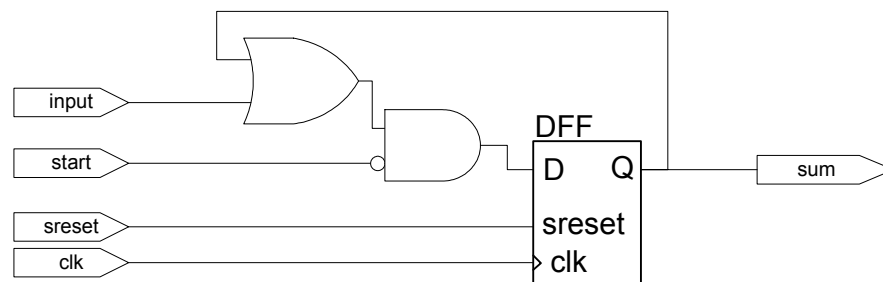 input
start
sreset
clk
DFF
D
Q
sreset
clk
sum